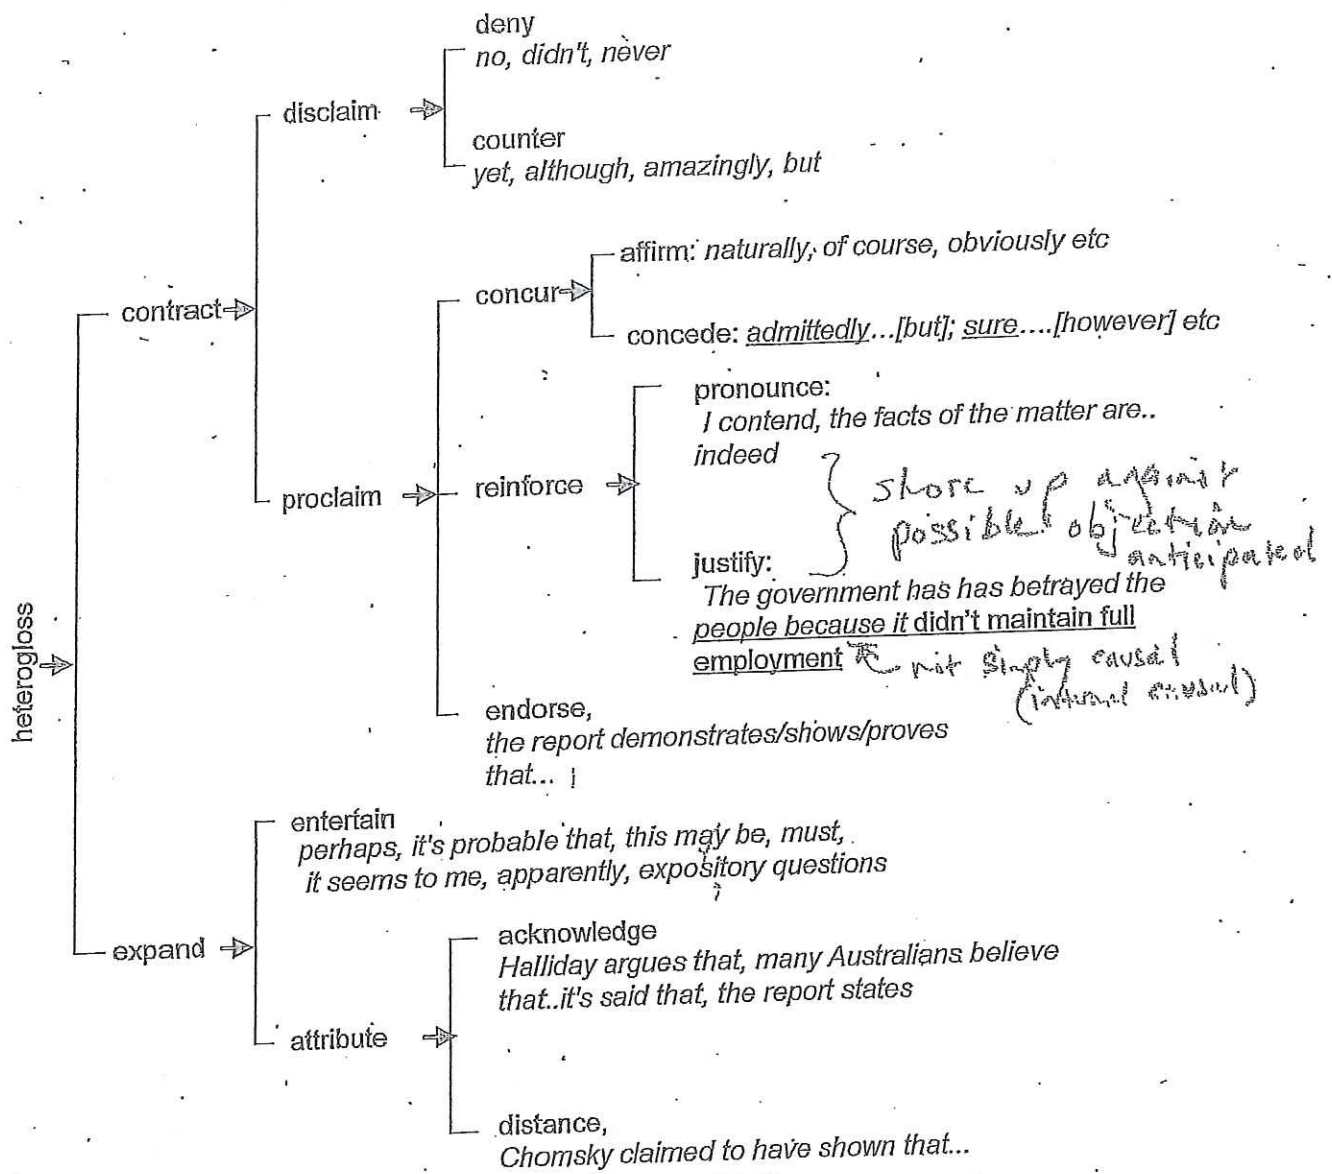 deny
no, didn't, never
disclaim
counter
yet, although, amazingly, but
affirm: naturally, of course, obviously etc
concur
contract
concede: admittedly...[but]; sure....[however] etc
pronounce:
I contend, the facts of the matter are..
indeed
reinforce
proclaim
shore up against
possible objection
anticipated
justify:
The government has has betrayed the
people because it didn't maintain full
employment
not simply causal
(internal causal)
heterogloss
endorse,
the report demonstrates/shows/proves
that...
entertain
perhaps, it's probable that, this may be, must,
it seems to me, apparently, expository questions
expand
acknowledge
Halliday argues that, many Australians believe
that..it's said that, the report states
attribute
distance,
Chomsky claimed to have shown that...